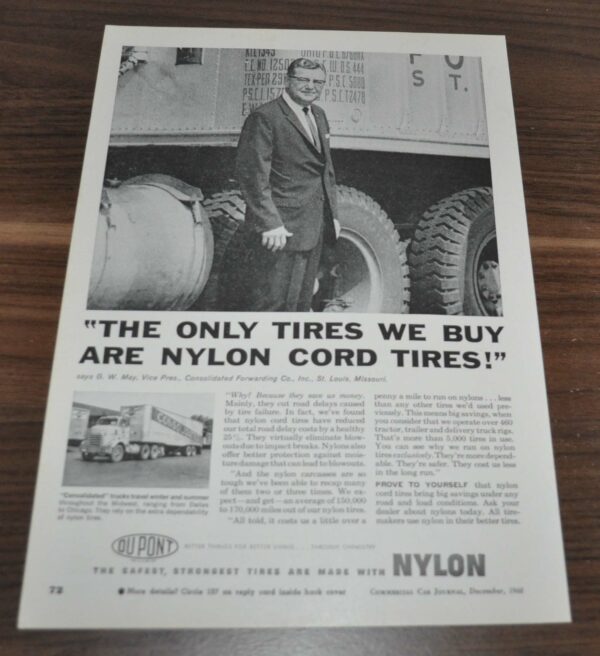 F.C.NO.1250
TEX-PER 29
P.S.C.I.
P.S.C. 5080
P.S.C.T2478
S T.
"THE ONLY TIRES WE BUY
ARE NYLON CORD TIRES!"
says G. W. May, Vice Pres., Consolidated Forwarding Co., Inc., St. Louis, Missouri.
"Consolidated" trucks travel winter and summer
throughout the Midwest, ranging from Dallas
to Chicago. They rely on the extra dependability
of nylon tires.
"Why? Because they save us money.
Mainly, they cut road delays caused
by tire failure. In fact, we've found
that nylon cord tires have reduced
our total road delay costs by a healthy
25%. They virtually eliminate blow-
outs due to impact breaks. Nylons also
offer better protection against mois-
ture damage that can lead to blowouts.
"And the nylon carcasses are so
tough we've been able to recap many
of them two or three times. We ex-
pect—and get—an average of 150,000
to 170,000 miles out of our nylon tires.
"All told, it costs us a little over a
penny a mile to run on nylons . . . less
than any other tires we'd used pre-
viously. This means big savings, when
you consider that we operate over 460
tractor, trailer and delivery truck rigs.
That's more than 5,000 tires in use.
You can see why we run on nylon
tires exclusively. They're more depend-
able. They're safer. They cost us less
in the long run."
PROVE TO YOURSELF that nylon
cord tires bring big savings under any
road and load conditions. Ask your
dealer about nylons today. All tire-
makers use nylon in their better tires.
DU PONT
BETTER THINGS FOR BETTER LIVING . . . THROUGH CHEMISTRY
THE SAFEST, STRONGEST TIRES ARE MADE WITH NYLON
72
● More details? Circle 157 on reply card inside back cover
COMMERCIAL CAR JOURNAL, December, 1960